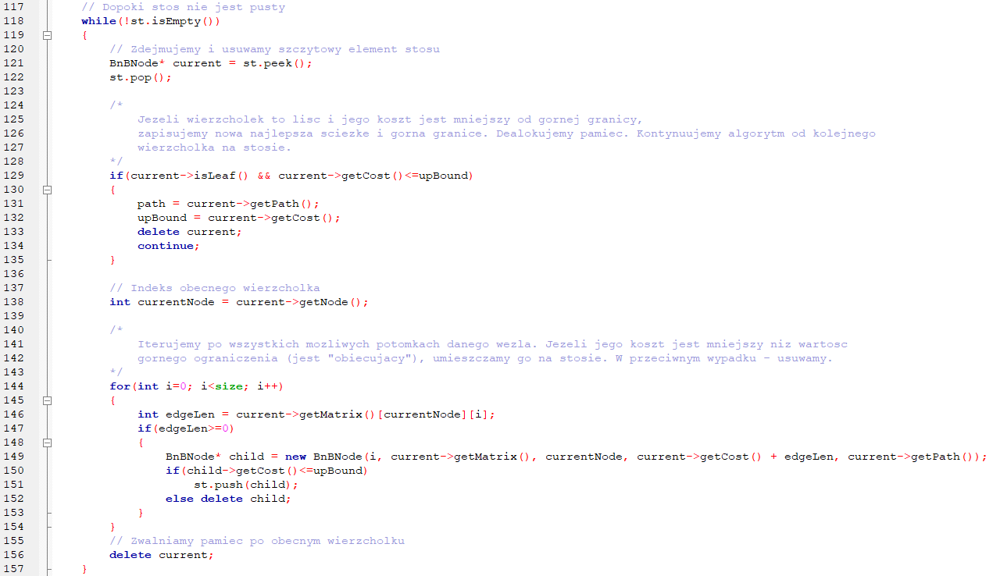 117 // Dopoki stos nie jest pusty
118 while(!st.isEmpty())
119 {
120 // Zdejmujemy i usuwamy szczytowy element stosu
121 BnBNode* current = st.peek();
122 st.pop();
123
124 /*
125 Jezeli wierzcholek to lisc i jego koszt jest mniejszy od gornej granicy,
126 zapisujemy nowa najlepsza sciezke i gorna granice. Dealokujemy pamiec. Kontynuujemy algorytm od kolejnego
127 wierzcholka na stosie.
128 */
129 if(current->isLeaf() && current->getCost()<=upBound)
130 {
131 path = current->getPath();
132 upBound = current->getCost();
133 delete current;
134 continue;
135 }
136
137 // Indeks obecnego wierzcholka
138 int currentNode = current->getNode();
139
140 /*
141 Iterujemy po wszystkich mozliwych potomkach danego wezla. Jezeli jego koszt jest mniejszy niz wartosc
142 gornego ograniczenia (jest "obiecujacy"), umieszczamy go na stosie. W przeciwnym wypadku - usuwamy.
143 */
144 for(int i=0; i<size; i++)
145 {
146 int edgeLen = current->getMatrix()[currentNode][i];
147 if(edgeLen>=0)
148 {
149 BnBNode* child = new BnBNode(i, current->getMatrix(), currentNode, current->getCost() + edgeLen, current->getPath());
150 if(child->getCost()<=upBound)
151 st.push(child);
152 else delete child;
153 }
154 }
155 // Zwalniamy pamiec po obecnym wierzcholku
156 delete current;
157 }